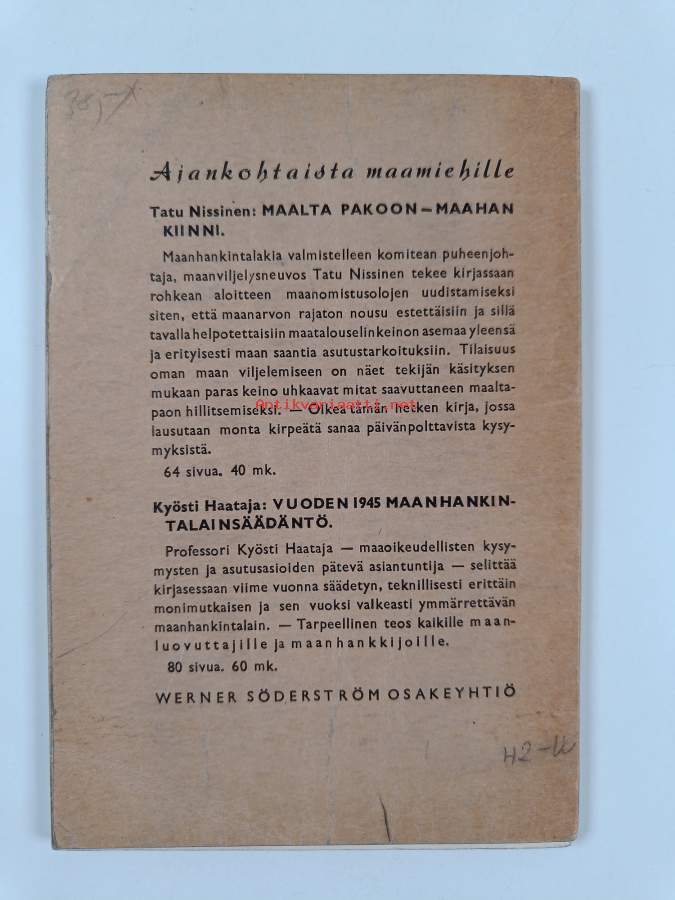 38,-
Ajankohtaista maamiehille
Tatu Nissinen: MAALTA PAKOON — MAAHAN
KIINNI.
Maanhankintalakia valmistelleen komitean puheenjoh-
taja, maanviljelysneuvos Tatu Nissinen tekee kirjassaan
rohkean aloitteen maanomistusolojen uudistamiseksi
siten, että maanarvon rajaton nousu estettäisiin ja sillä
tavalla helpotettaisiin maatalouselinkeinon asemaa yleensä
ja erityisesti maan saantia asutustarkoituksiin. Tilaisuus
oman maan viljelemiseen on näet tekijän käsityksen
mukaan paras keino uhkaavat mitat saavuttaneen maalta-
paon hillitsemiseksi. — Oikea tämän hetken kirja, jossa
Antikvariaatti.net
lausutaan monta kirpeätä sanaa päivänpolttavista kysy-
myksistä.
64 sivua. 40 mk.
Kyösti Haataja: VUODEN 1945 MAANHANKIN-
TALAINSÄÄDÄNTÖ.
Professori Kyösti Haataja — maaoikeudellisten kysy-
mysten ja asutusasioiden pätevä asiantuntija — selittää
kirjasessaan viime vuonna säädetyn, teknillisesti erittäin
monimutkaisen ja sen vuoksi vaikeasti ymmärrettävän
maanhankintalain. — Tarpeellinen teos kaikille maan-
luovuttajille ja maanhankkijoille.
80 sivua. 60 mk.
WERNER SÖDERSTRÖM OSAKEYHTIÖ